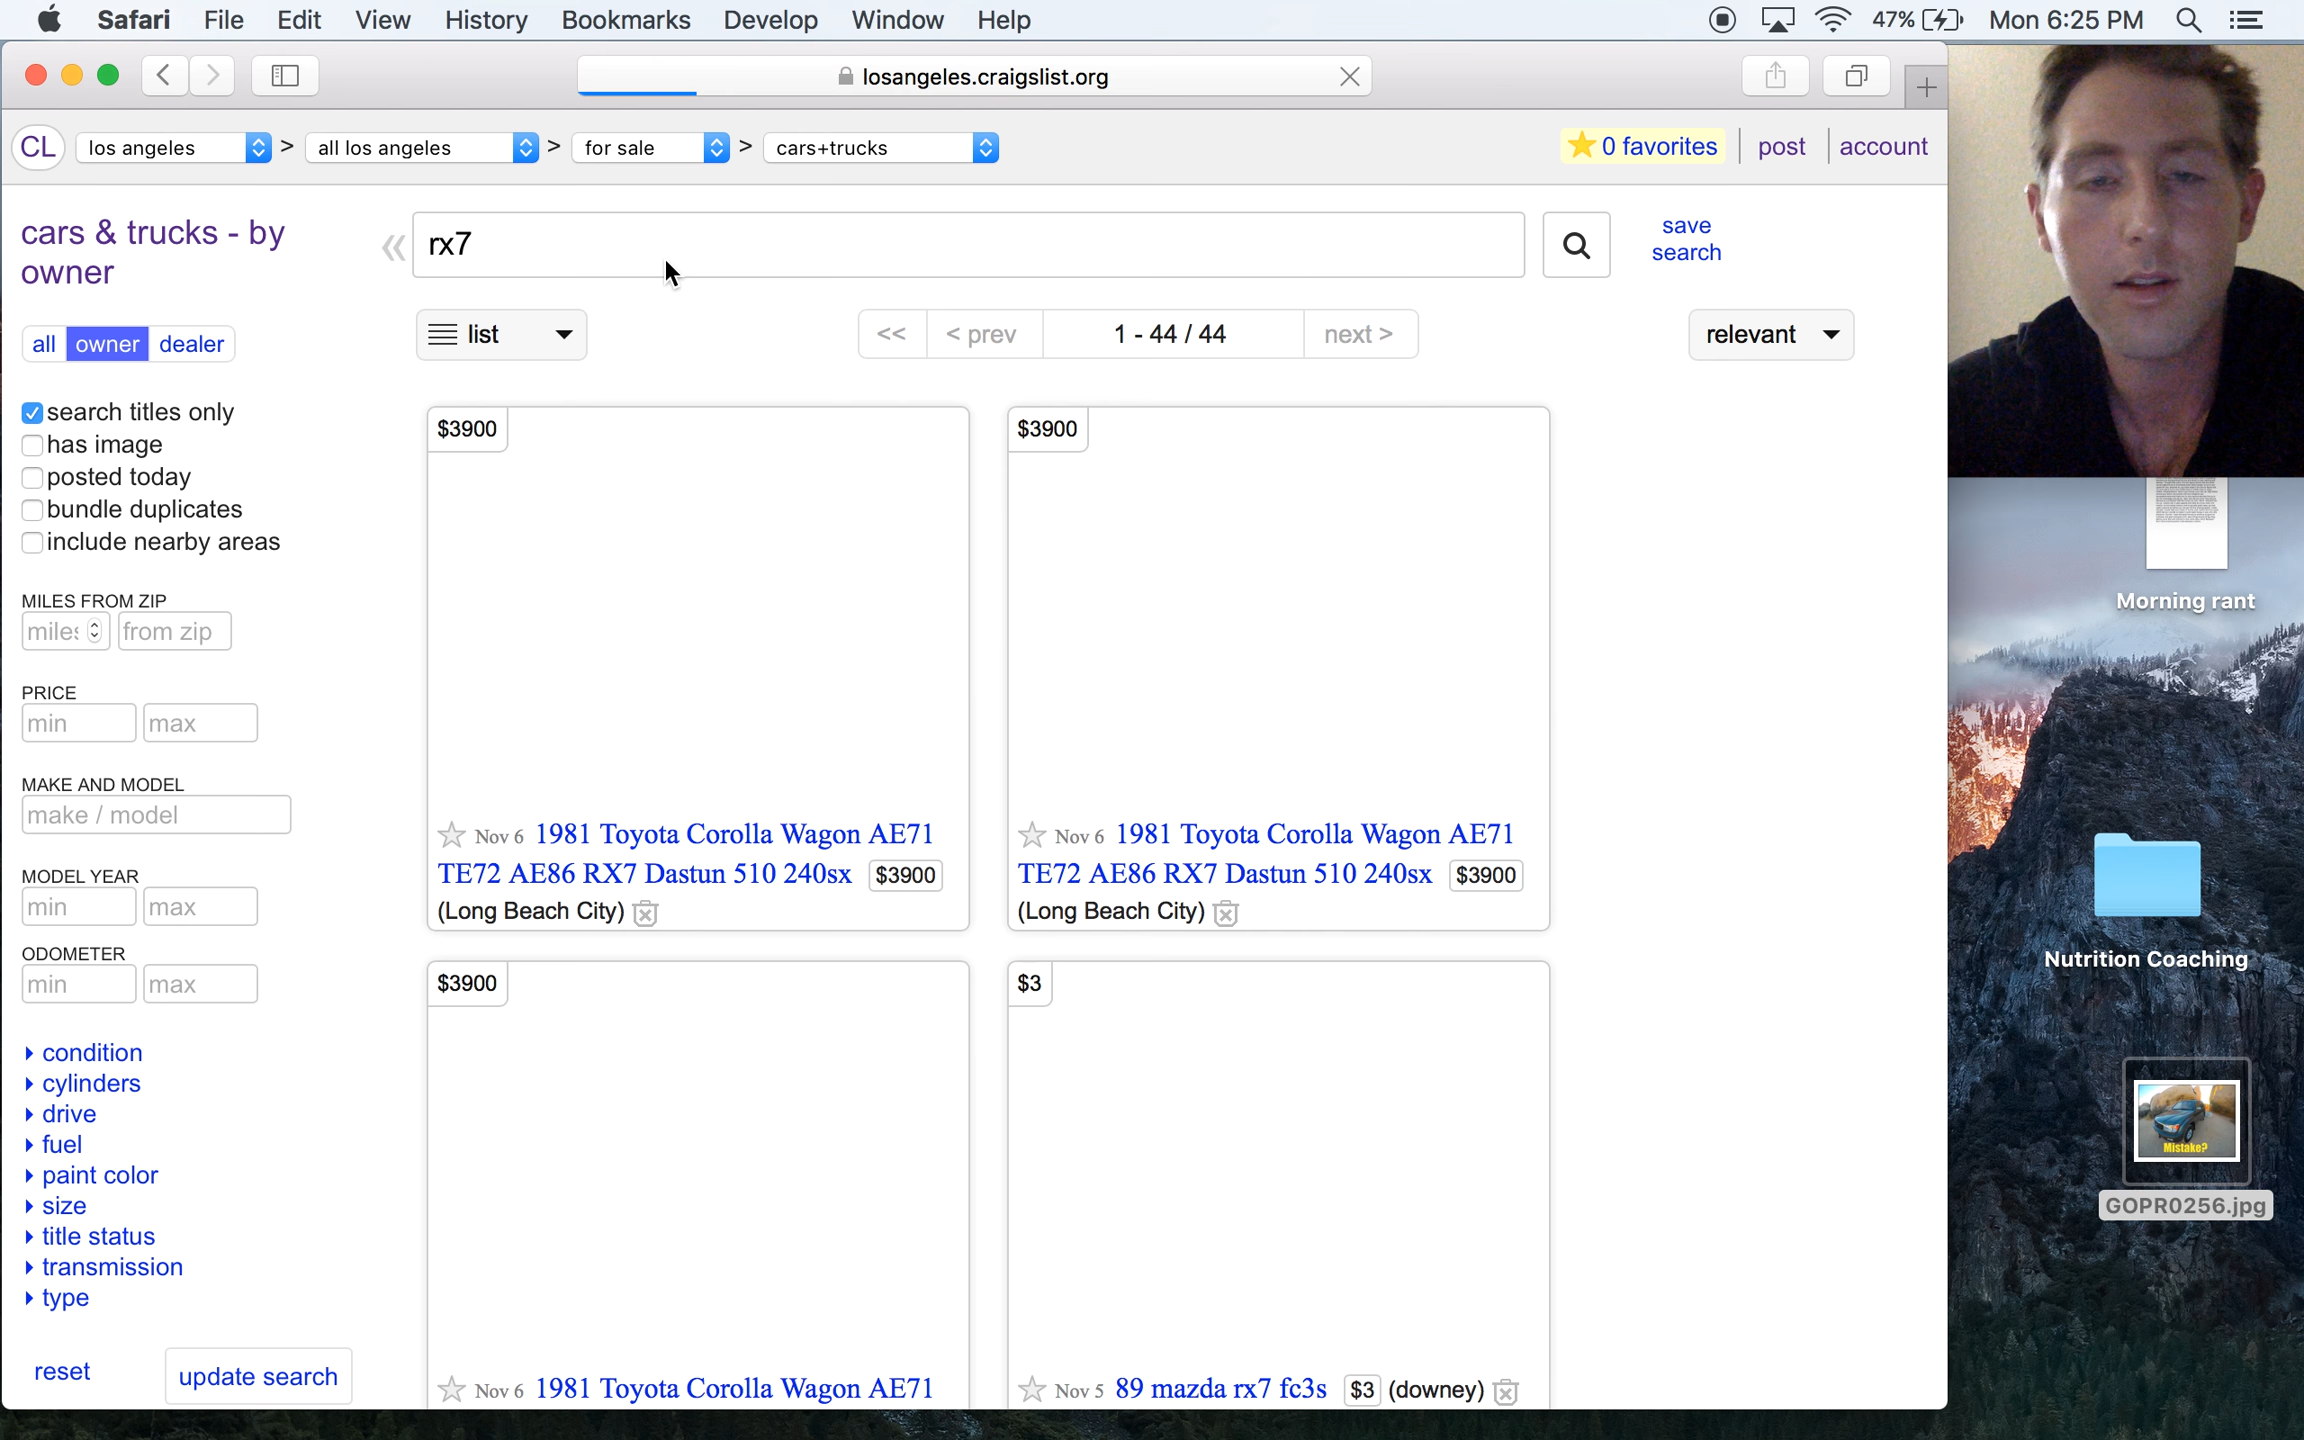 Safari File Edit View History Bookmarks Develop Window Help 47% Mon 6:25 PM
losangeles.craigslist.org
CL los angeles > all los angeles > for sale > cars+trucks 0 favorites post account
cars & trucks - by
owner
« rx7
save
search
all owner dealer
list << < prev 1 - 44 / 44 next > relevant
search titles only
has image
posted today
bundle duplicates
include nearby areas
MILES FROM ZIP
miles from zip
PRICE
min max
MAKE AND MODEL
make / model
MODEL YEAR
min max
ODOMETER
min max
condition
cylinders
drive
fuel
paint color
size
title status
transmission
type
reset update search
$3900
Nov 6 1981 Toyota Corolla Wagon AE71
TE72 AE86 RX7 Dastun 510 240sx $3900
(Long Beach City)
$3900
Nov 6 1981 Toyota Corolla Wagon AE71
TE72 AE86 RX7 Dastun 510 240sx $3900
(Long Beach City)
$3900
Nov 6 1981 Toyota Corolla Wagon AE71
$3
Nov 5 89 mazda rx7 fc3s $3 (downey)
Morning rant
Nutrition Coaching
Mistake?
GOPR0256.jpg